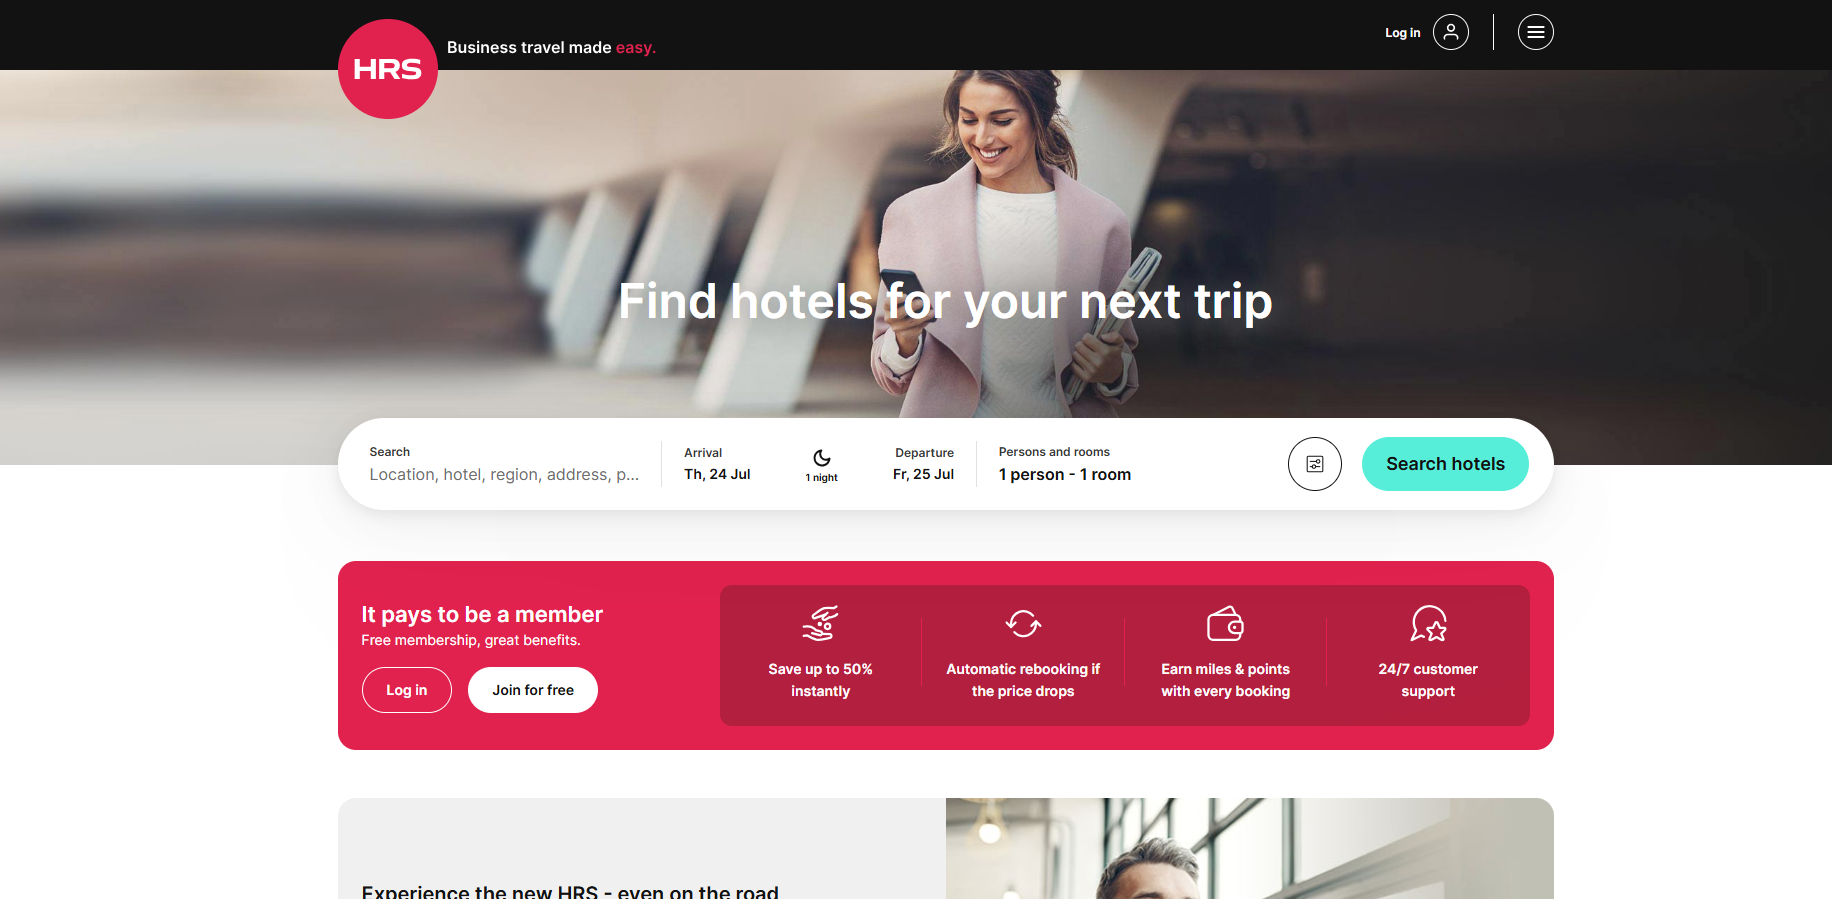 HRS
Business travel made easy.
Log in
Find hotels for your next trip
Search
Location, hotel, region, address, p...
Arrival
Th, 24 Jul
1 night
Departure
Fr, 25 Jul
Persons and rooms
1 person - 1 room
Search hotels
It pays to be a member
Free membership, great benefits.
Log in
Join for free
Save up to 50%
instantly
Automatic rebooking if
the price drops
Earn miles & points
with every booking
24/7 customer
support
Experience the new HRS - even on the road